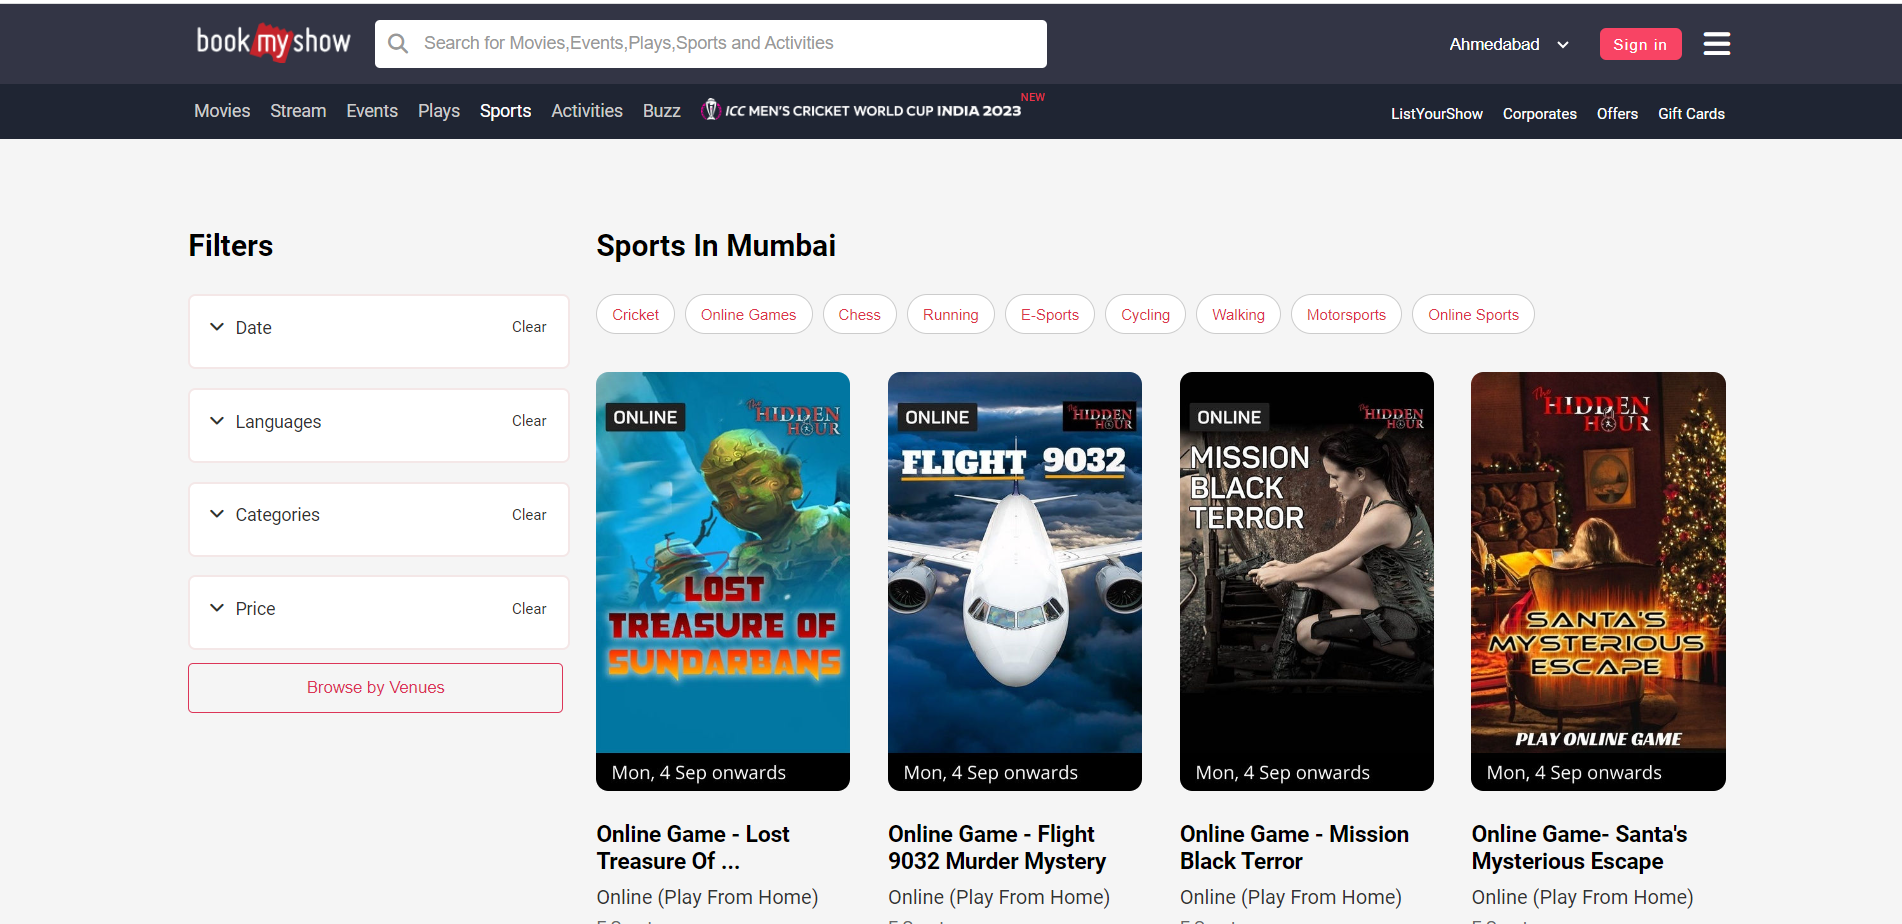 bookmyshow
Search for Movies,Events,Plays,Sports and Activities
Ahmedabad
Sign in
Movies
Stream
Events
Plays
Sports
Activities
Buzz
ICC MEN'S CRICKET WORLD CUP INDIA 2023
NEW
ListYourShow
Corporates
Offers
Gift Cards
Filters
Date
Clear
Languages
Clear
Categories
Clear
Price
Clear
Browse by Venues
Sports In Mumbai
Cricket
Online Games
Chess
Running
E-Sports
Cycling
Walking
Motorsports
Online Sports
ONLINE
The
HIDDEN
HOUR
LOST
TREASURE OF
SUNDARBANS
Mon, 4 Sep onwards
Online Game - Lost
Treasure Of ...
Online (Play From Home)
ONLINE
The
HIDDEN
HOUR
FLIGHT 9032
Mon, 4 Sep onwards
Online Game - Flight
9032 Murder Mystery
Online (Play From Home)
ONLINE
The
HIDDEN
HOUR
MISSION
BLACK
TERROR
Mon, 4 Sep onwards
Online Game - Mission
Black Terror
Online (Play From Home)
The
HIDDEN
HOUR
SANTA'S
MYSTERIOUS
ESCAPE
PLAY ONLINE GAME
Mon, 4 Sep onwards
Online Game- Santa's
Mysterious Escape
Online (Play From Home)